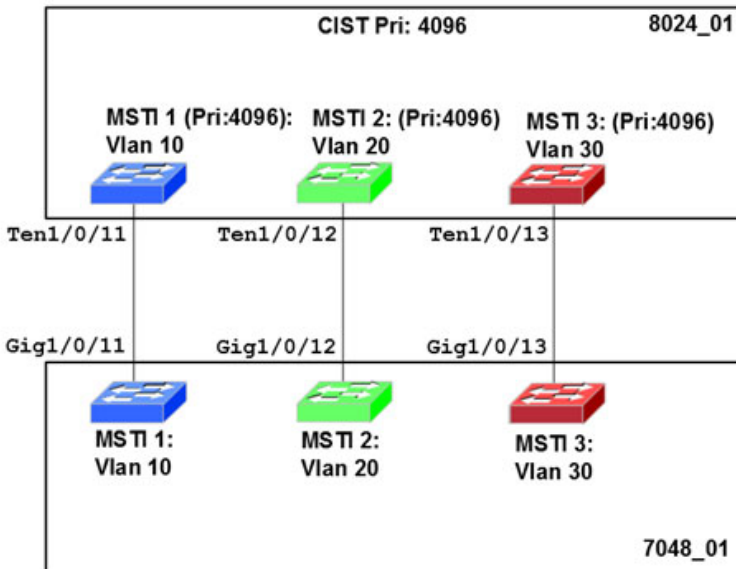 CIST Pri: 4096
8024_01
MSTI 1 (Pri:4096):
Vlan 10
MSTI 2: (Pri:4096)
Vlan 20
MSTI 3: (Pri:4096)
Vlan 30
Ten1/0/11
Ten1/0/12
Ten1/0/13
Gig1/0/11
Gig1/0/12
Gig1/0/13
MSTI 1:
Vlan 10
MSTI 2:
Vlan 20
MSTI 3:
Vlan 30
7048_01